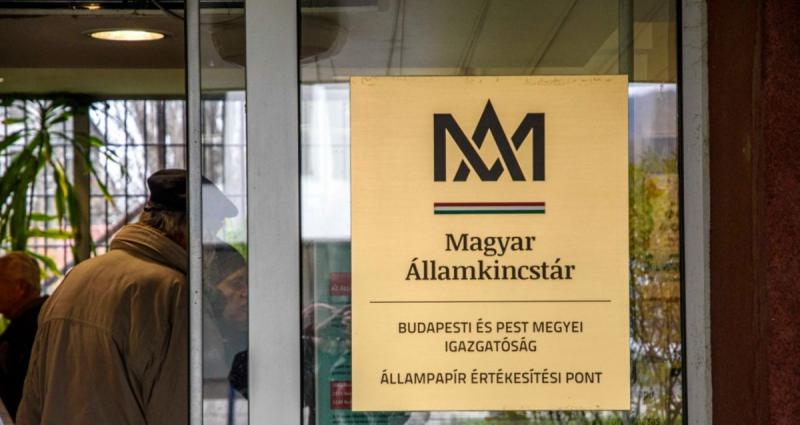 Magyar
Államkincstár
BUDAPESTI ÉS PEST MEGYEI
IGAZGATÓSÁG
ÁLLAMPAPÍR ÉRTÉKESÍTÉSI PONT